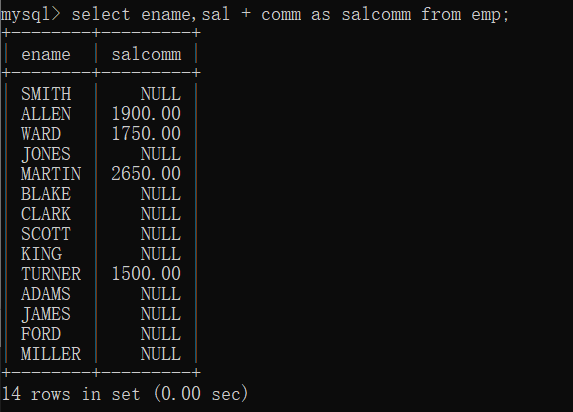 mysql> select ename,sal + comm as salcomm from emp;
+--------+---------+
| ename  | salcomm |
+--------+---------+
| SMITH  |    NULL |
| ALLEN  | 1900.00 |
| WARD   | 1750.00 |
| JONES  |    NULL |
| MARTIN | 2650.00 |
| BLAKE  |    NULL |
| CLARK  |    NULL |
| SCOTT  |    NULL |
| KING   |    NULL |
| TURNER | 1500.00 |
| ADAMS  |    NULL |
| JAMES  |    NULL |
| FORD   |    NULL |
| MILLER |    NULL |
+--------+---------+
14 rows in set (0.00 sec)